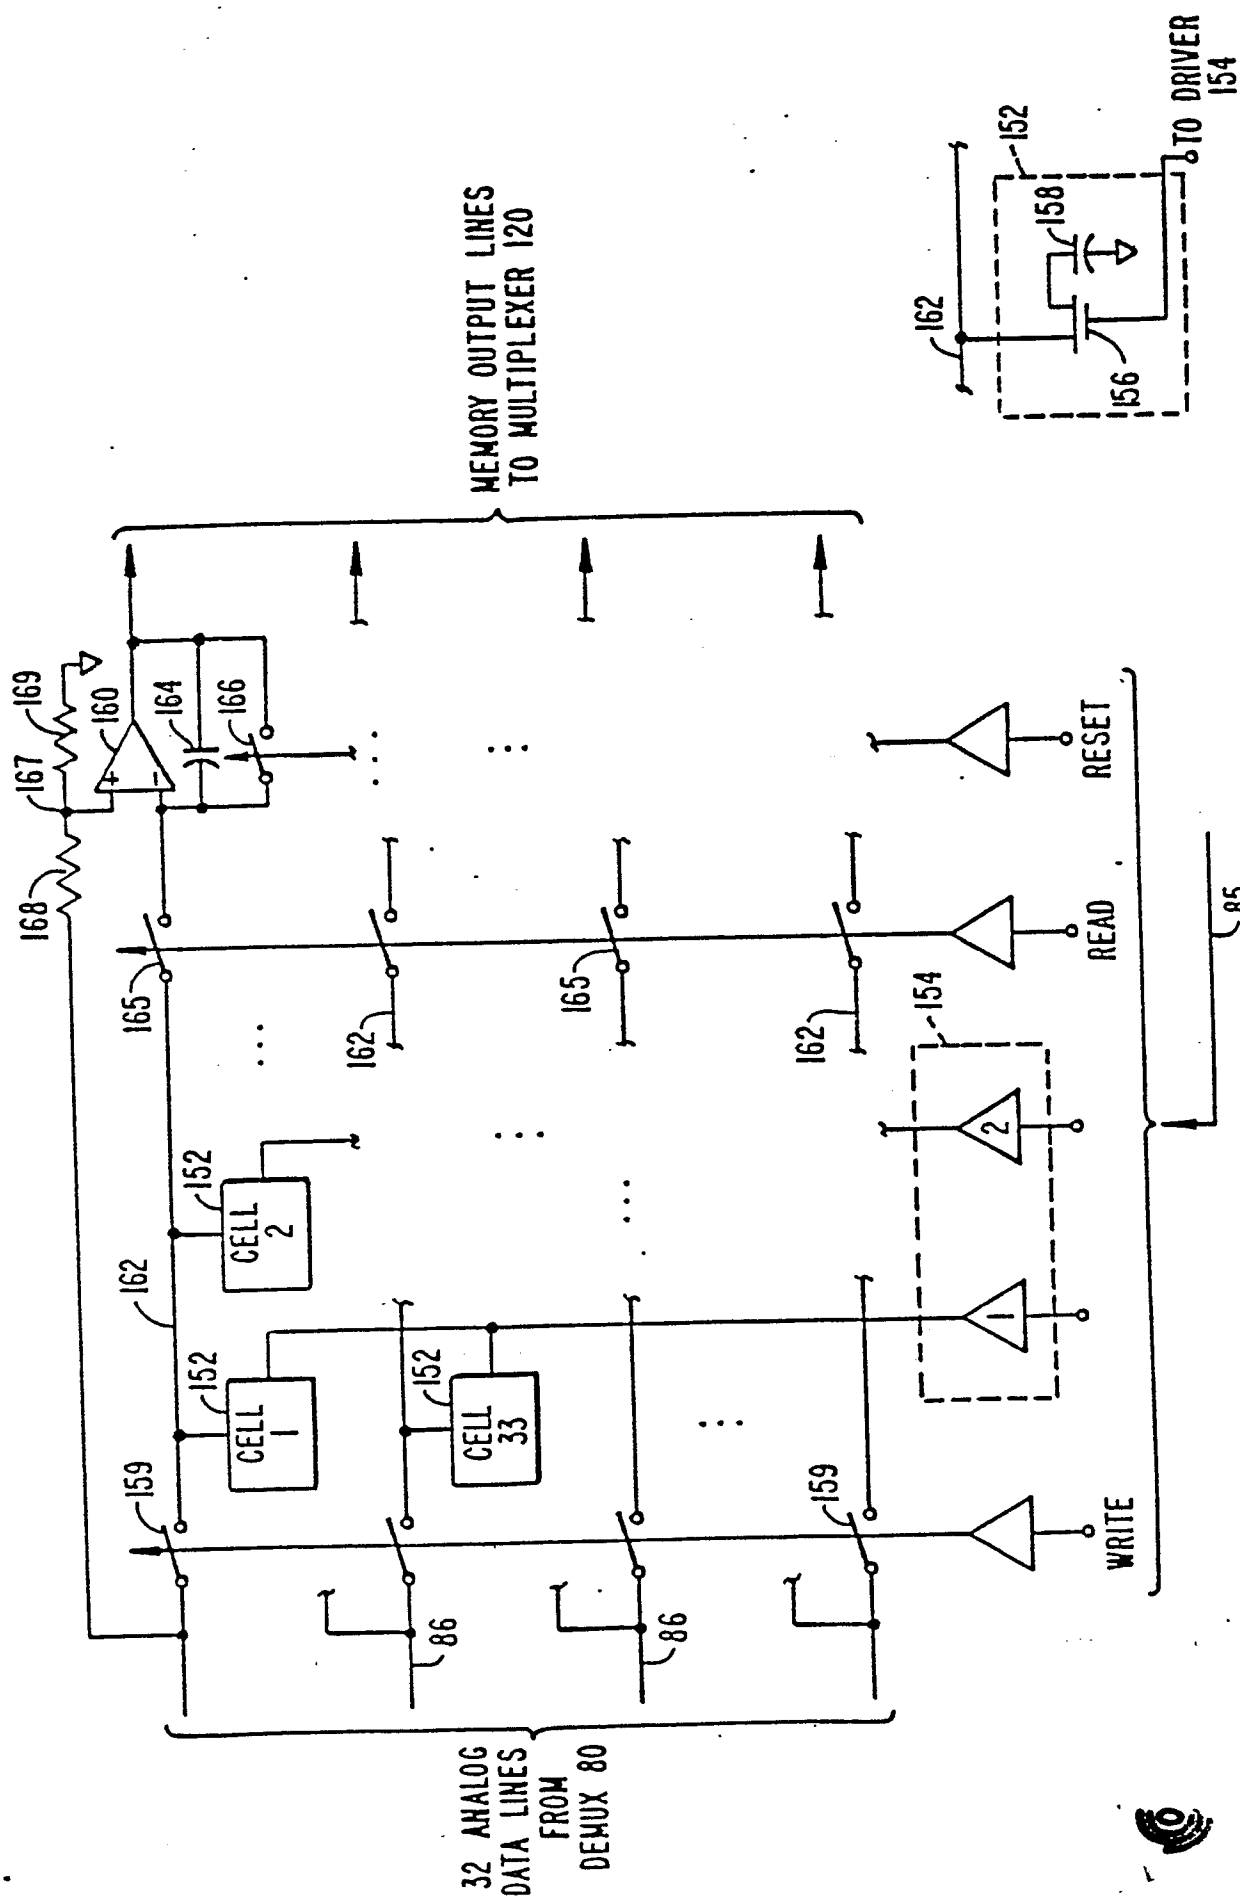 168
167
169
160
164
166
165
162
159
152
CELL
1
152
CELL
2
152
CELL
33
+
−
MEMORY OUTPUT LINES
TO MULTIPLEXER 120
162
165
162
32 ANALOG
DATA LINES
FROM
DEMUX 80
86
86
159
154
1
2
WRITE
READ
RESET
85
162
152
158
156
TO DRIVER
154